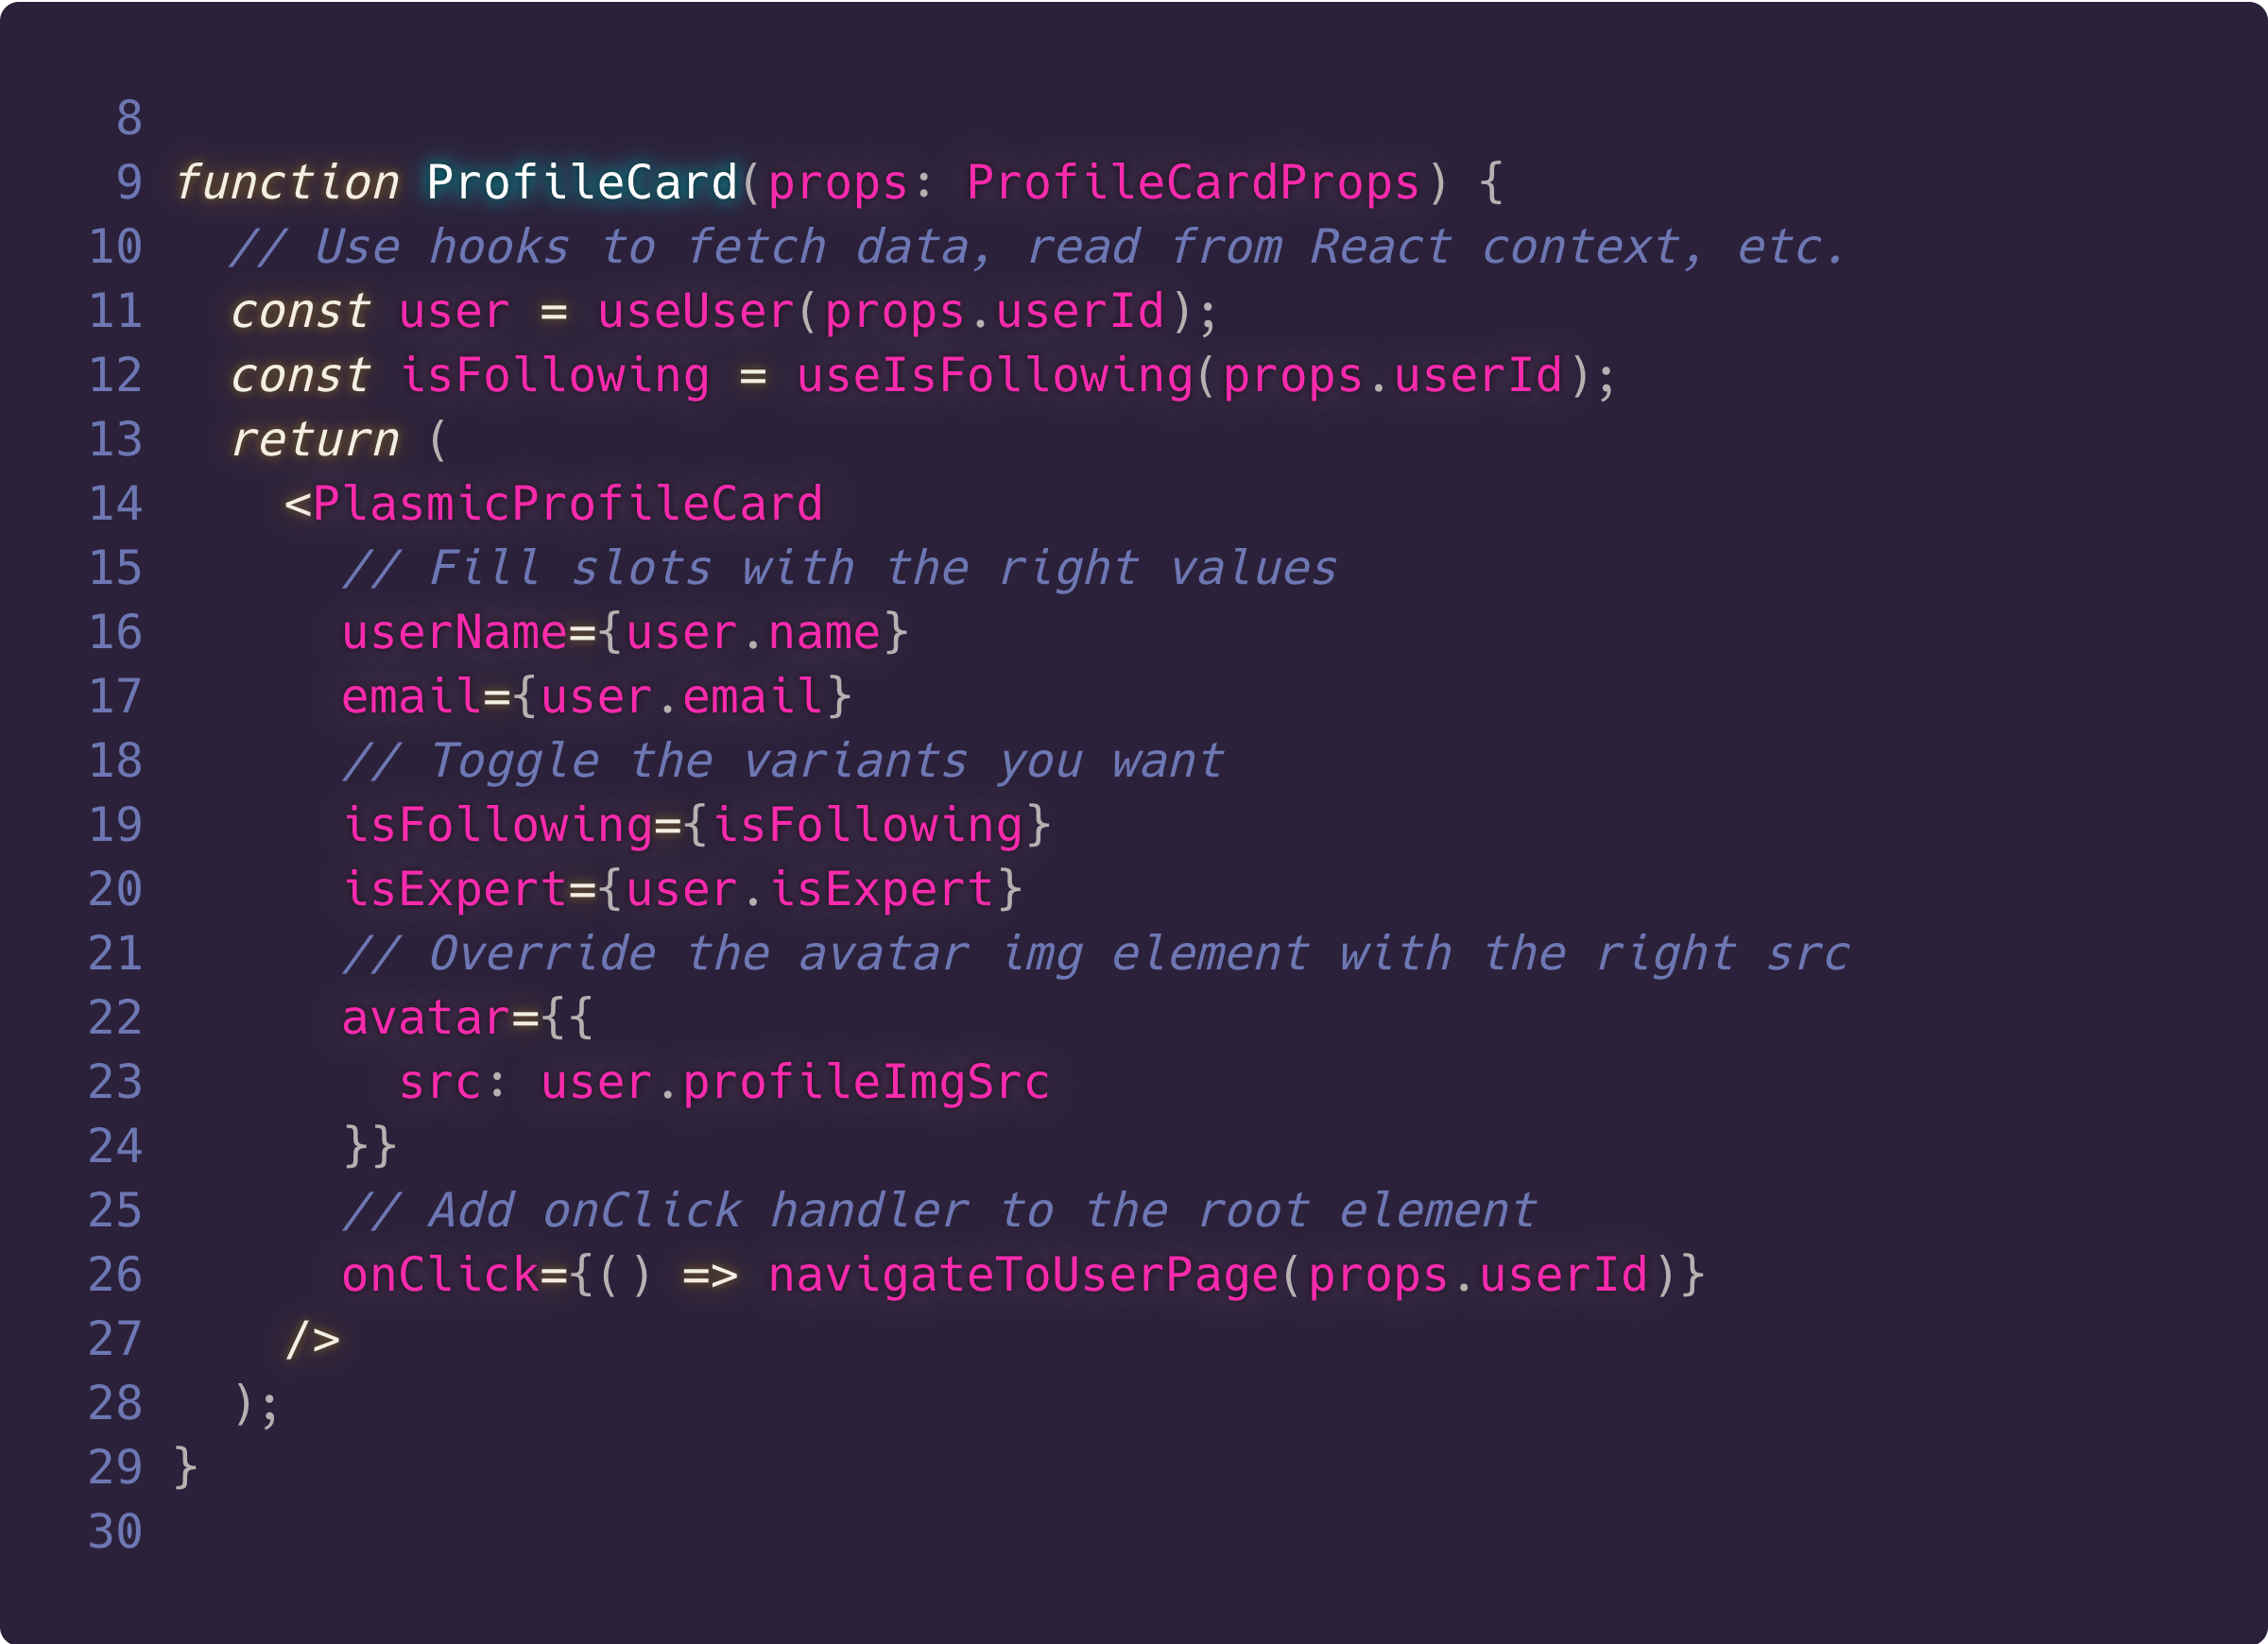 8
9 function ProfileCard(props: ProfileCardProps) {
10   // Use hooks to fetch data, read from React context, etc.
11   const user = useUser(props.userId);
12   const isFollowing = useIsFollowing(props.userId);
13   return (
14     <PlasmicProfileCard
15       // Fill slots with the right values
16       userName={user.name}
17       email={user.email}
18       // Toggle the variants you want
19       isFollowing={isFollowing}
20       isExpert={user.isExpert}
21       // Override the avatar img element with the right src
22       avatar={{
23         src: user.profileImgSrc
24       }}
25       // Add onClick handler to the root element
26       onClick={() => navigateToUserPage(props.userId)}
27     />
28   );
29 }
30